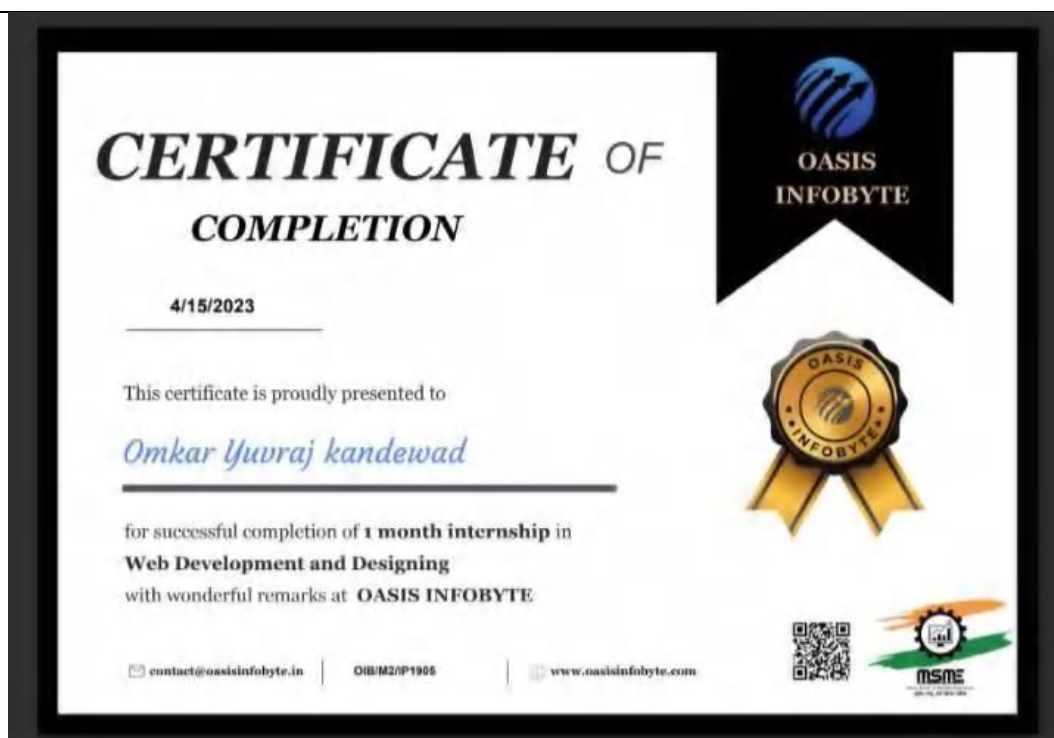 CERTIFICATE OF
COMPLETION
OASIS
INFOBYTE
4/15/2023
This certificate is proudly presented to
Omkar Yuvraj kandewad
for successful completion of 1 month internship in
Web Development and Designing
with wonderful remarks at OASIS INFOBYTE
OASIS
INFOBYTE
contact@oasisinfobyte.in
OIB/M2/IP1905
www.oasisinfobyte.com
MSME